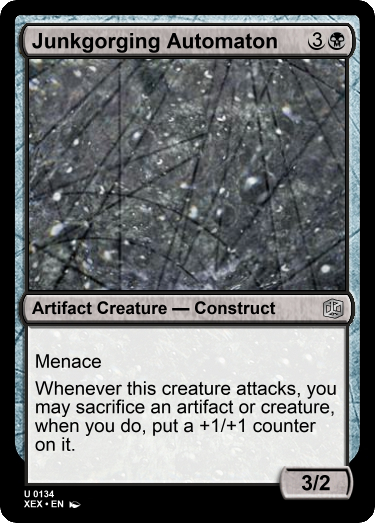 Junkgorging Automaton 3
Artifact Creature — Construct
Menace
Whenever this creature attacks, you
may sacrifice an artifact or creature,
when you do, put a +1/+1 counter
on it.
3/2
U 0134
XEX • EN